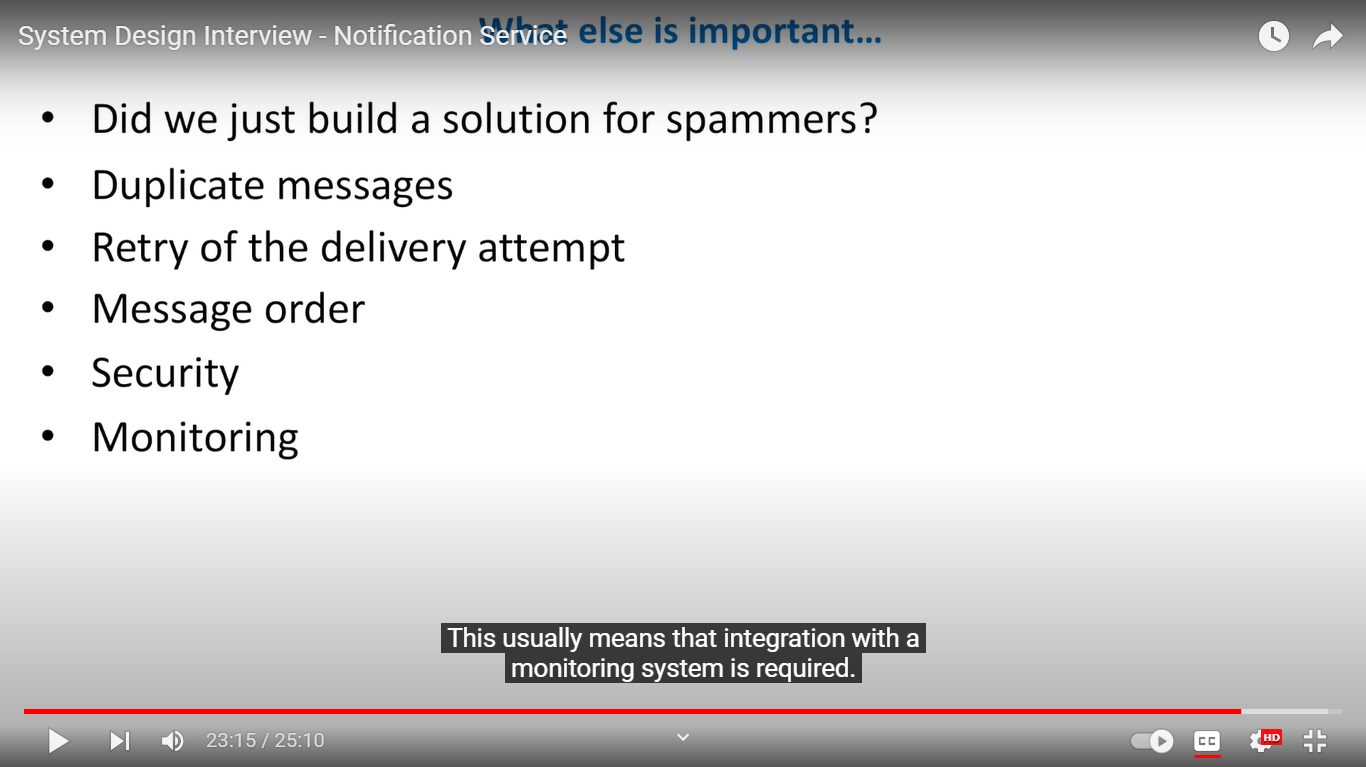 System Design Interview - Notification Service
What else is important...
• Did we just build a solution for spammers?
• Duplicate messages
• Retry of the delivery attempt
• Message order
• Security
• Monitoring
This usually means that integration with a
monitoring system is required.
23:15 / 25:10
CC
HD